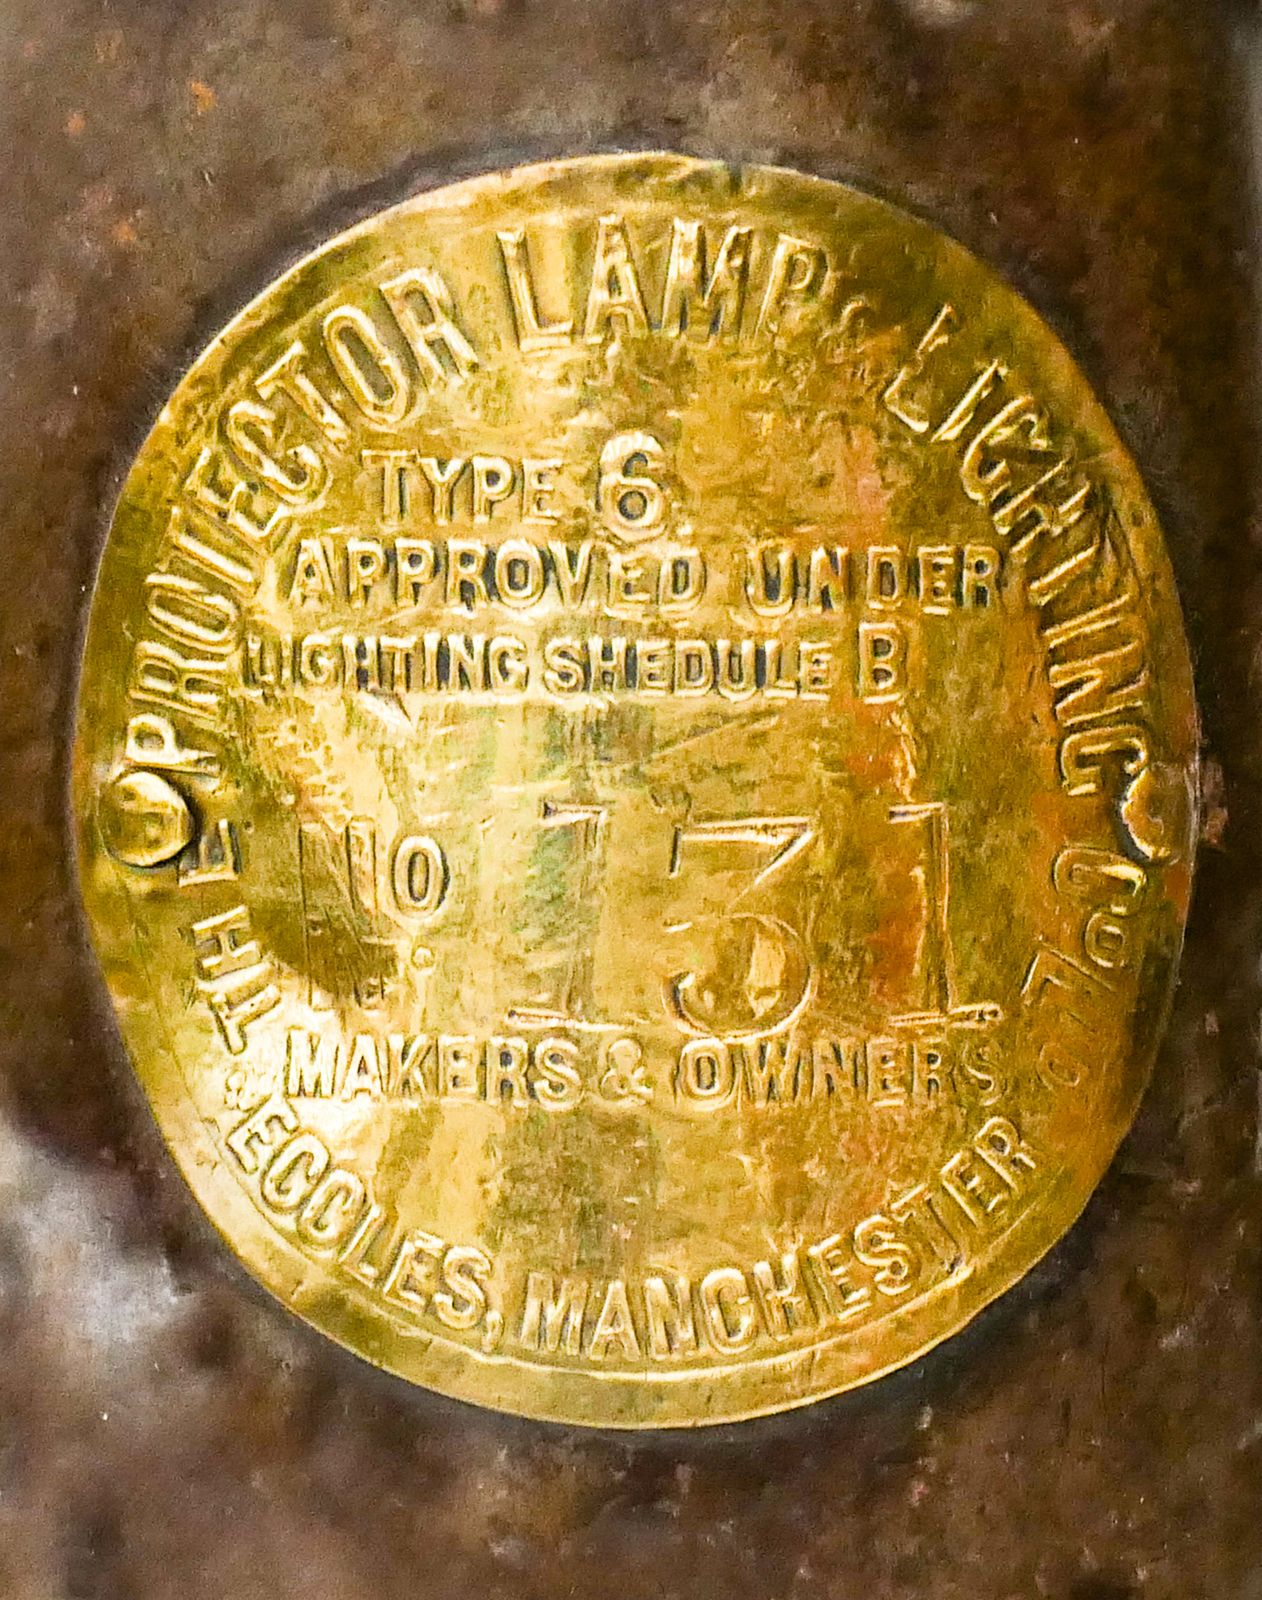 THE PROTECTOR LAMP & LIGHTING Co LTD
TYPE 6
APPROVED UNDER
LIGHTING SHEDULE B
No. 131
MAKERS & OWNERS
ECCLES, MANCHESTER